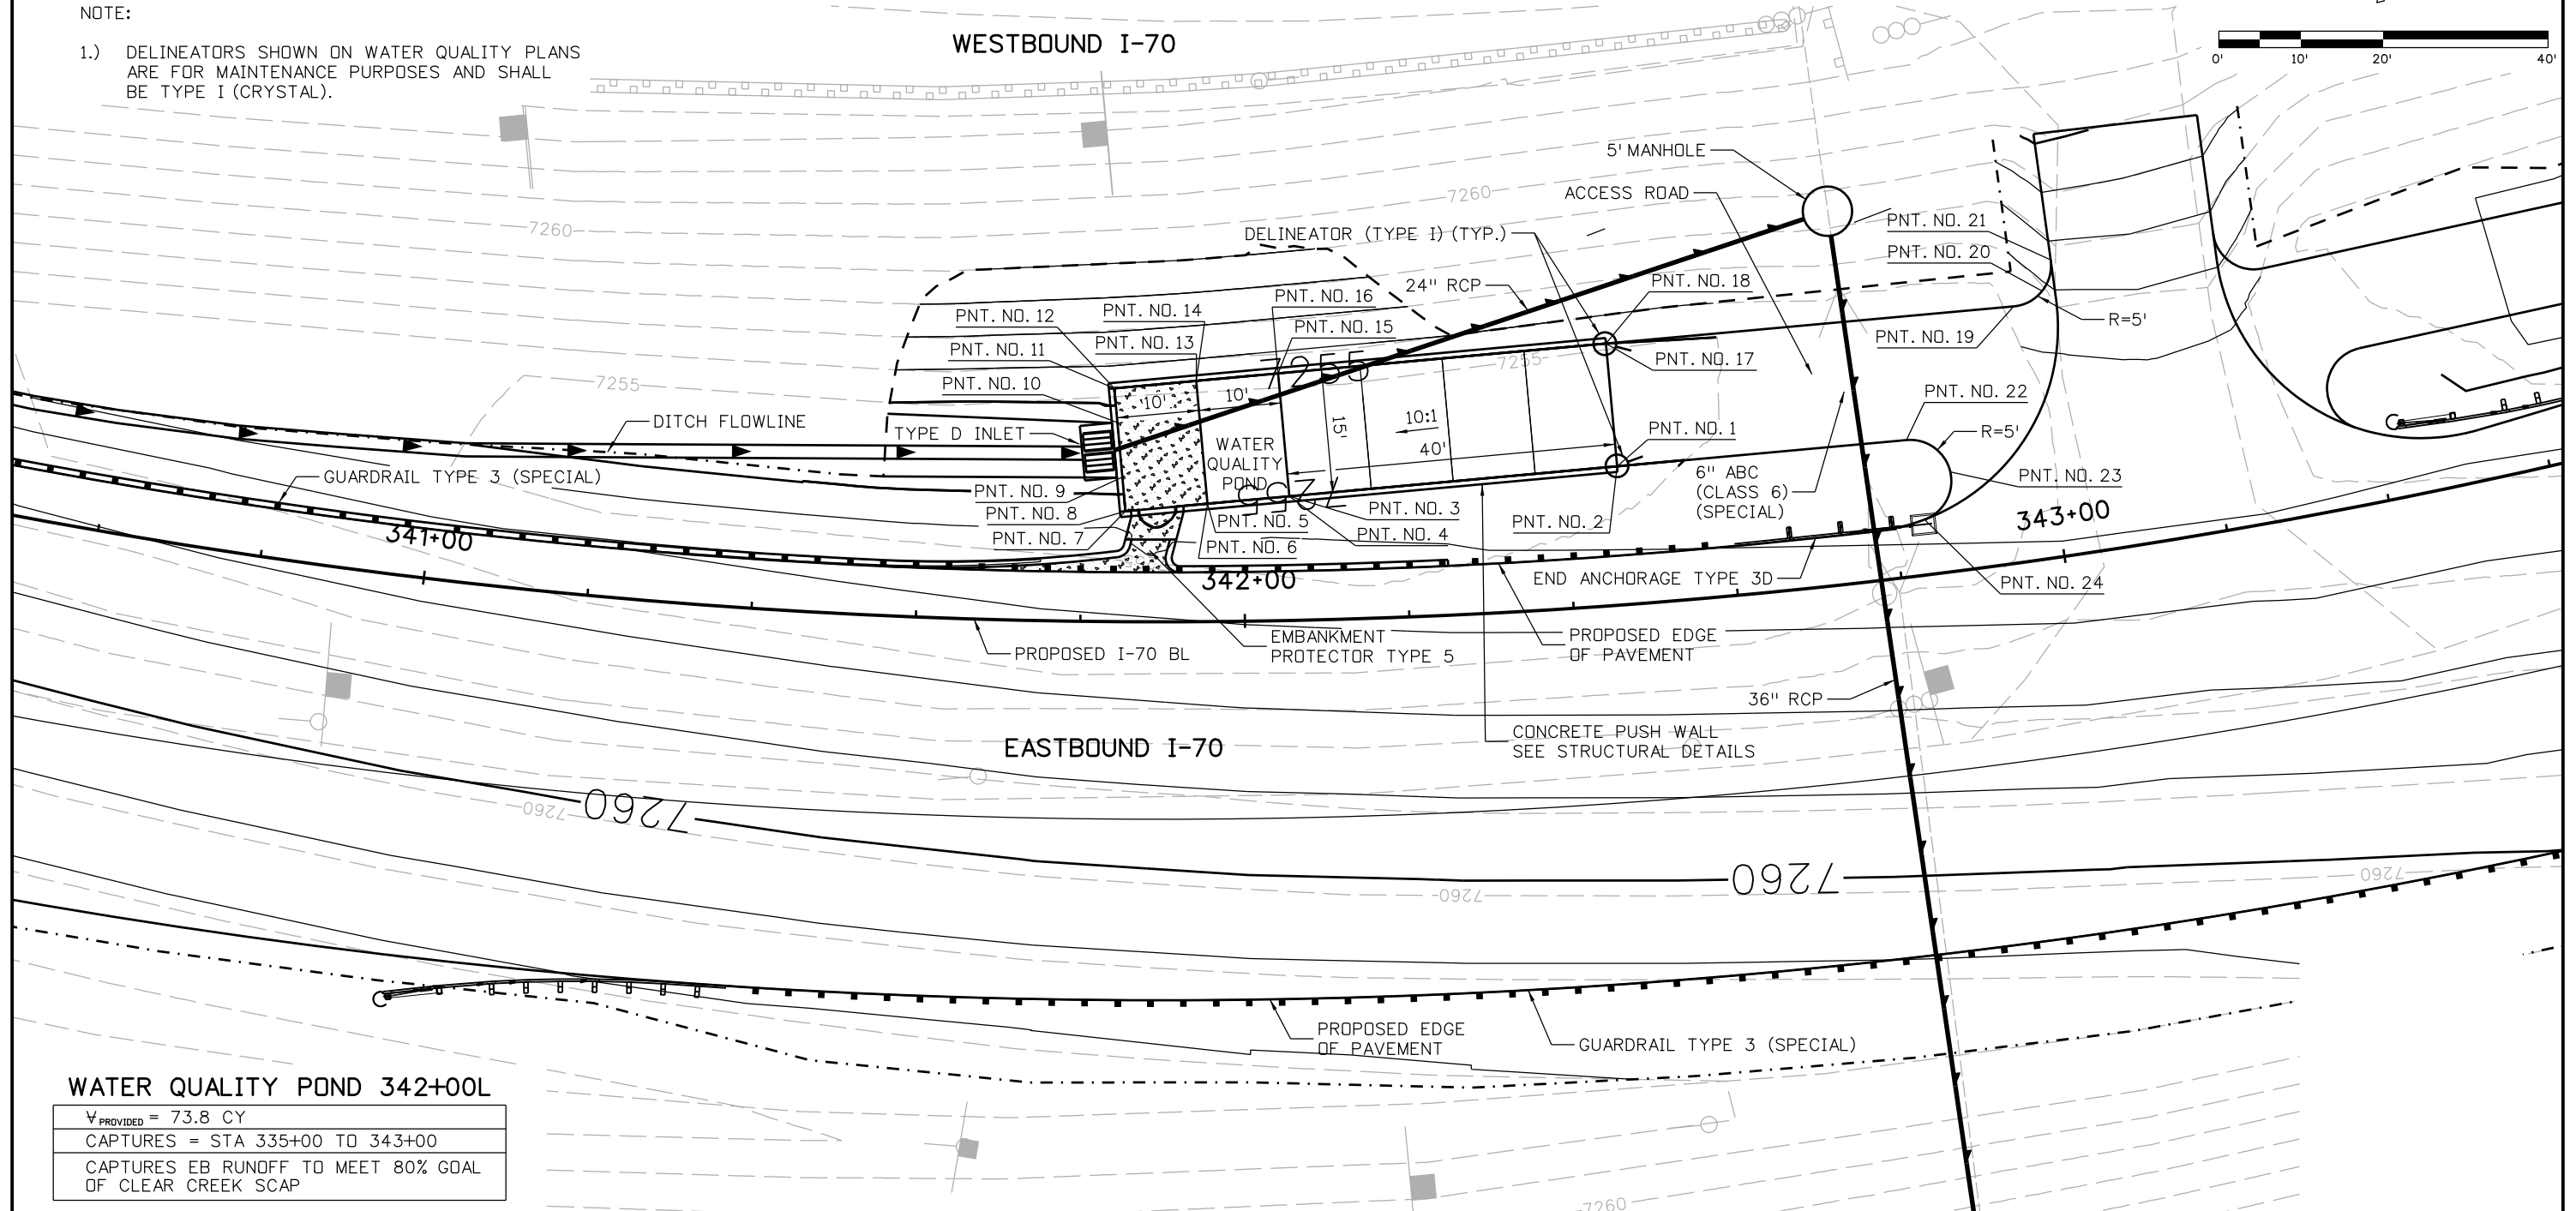 NOTE:
1.) DELINEATORS SHOWN ON WATER QUALITY PLANS
ARE FOR MAINTENANCE PURPOSES AND SHALL
BE TYPE I (CRYSTAL).
WESTBOUND I-70
0' 10' 20' 40'
5' MANHOLE
ACCESS ROAD
7260
7260
DELINEATOR (TYPE I) (TYP.)
PNT. NO. 21
PNT. NO. 20
24" RCP
PNT. NO. 18
PNT. NO. 16
PNT. NO. 14
PNT. NO. 12
PNT. NO. 15
PNT. NO. 13
PNT. NO. 11
PNT. NO. 10
R=5'
PNT. NO. 19
PNT. NO. 17
7255
7255
7255
PNT. NO. 22
10'
10'
15'
10:1
40'
DITCH FLOWLINE
TYPE D INLET
WATER
QUALITY
POND
PNT. NO. 1
R=5'
GUARDRAIL TYPE 3 (SPECIAL)
6" ABC
(CLASS 6)
(SPECIAL)
PNT. NO. 23
PNT. NO. 9
PNT. NO. 8
PNT. NO. 7
PNT. NO. 5
PNT. NO. 6
PNT. NO. 3
PNT. NO. 4
PNT. NO. 2
341+00
342+00
343+00
END ANCHORAGE TYPE 3D
PNT. NO. 24
PROPOSED I-70 BL
EMBANKMENT
PROTECTOR TYPE 5
PROPOSED EDGE
OF PAVEMENT
36" RCP
CONCRETE PUSH WALL
SEE STRUCTURAL DETAILS
EASTBOUND I-70
7260
7260
7260
7260
7260
PROPOSED EDGE
OF PAVEMENT
GUARDRAIL TYPE 3 (SPECIAL)
7260
WATER QUALITY POND 342+00L
V PROVIDED = 73.8 CY
CAPTURES = STA 335+00 TO 343+00
CAPTURES EB RUNOFF TO MEET 80% GOAL
OF CLEAR CREEK SCAP